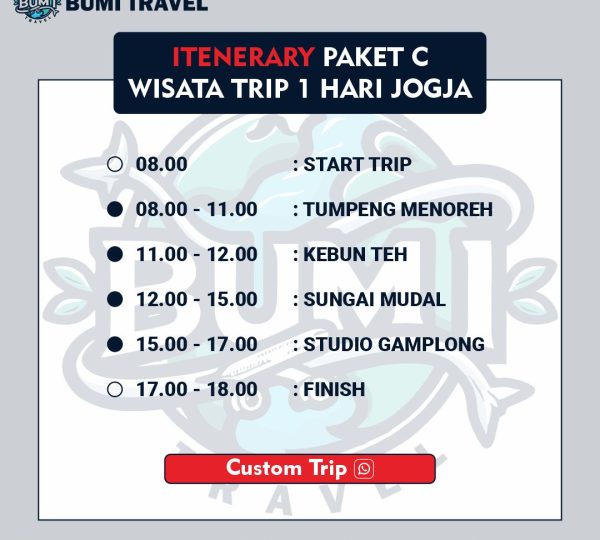 BUMI TRAVEL
ITENERARY PAKET C
WISATA TRIP 1 HARI JOGJA
08.00 : START TRIP
08.00 - 11.00 : TUMPENG MENOREH
11.00 - 12.00 : KEBUN TEH
12.00 - 15.00 : SUNGAI MUDAL
15.00 - 17.00 : STUDIO GAMPLONG
17.00 - 18.00 : FINISH
Custom Trip
BUMI
TRAVEL